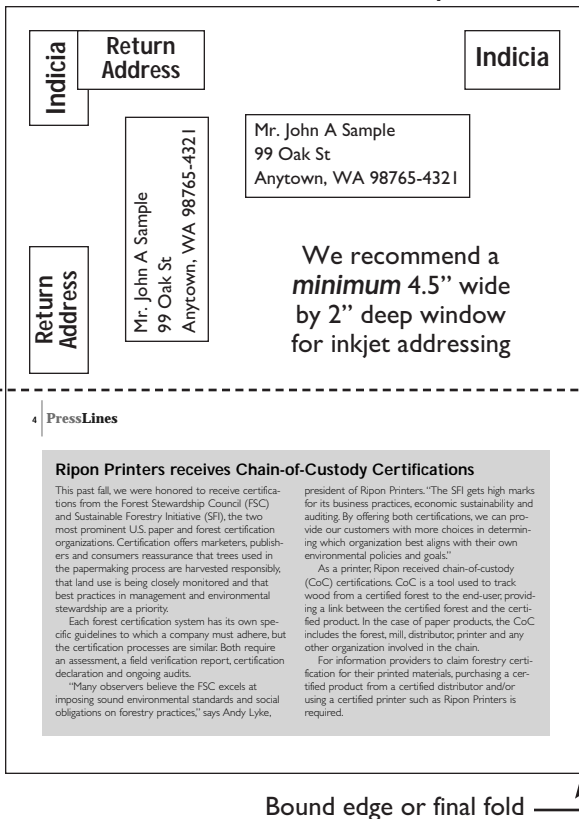 Indicia
Return
Address
Indicia
Mr. John A Sample
99 Oak St
Anytown, WA 98765-4321
Mr. John A Sample
99 Oak St
Anytown, WA 98765-4321
Return
Address
We recommend a
minimum 4.5” wide
by 2” deep window
for inkjet addressing
4 PressLines
Ripon Printers receives Chain-of-Custody Certifications
This past fall, we were honored to receive certifica-
tions from the Forest Stewardship Council (FSC)
and Sustainable Forestry Initiative (SFI), the two
most prominent U.S. paper and forest certification
organizations. Certification offers marketers, publish-
ers and consumers reassurance that trees used in
the papermaking process are harvested responsibly,
that land use is being closely monitored and that
best practices in management and environmental
stewardship are a priority.
Each forest certification system has its own spe-
cific guidelines to which a company must adhere, but
the certification processes are similar. Both require
an assessment, a field verification report, certification
declaration and ongoing audits.
“Many observers believe the FSC excels at
imposing sound environmental standards and social
obligations on forestry practices,” says Andy Lyke,
president of Ripon Printers. “The SFI gets high marks
for its business practices, economic sustainability and
auditing. By offering both certifications, we can pro-
vide our customers with more choices in determin-
ing which organization best aligns with their own
environmental policies and goals.”
As a printer, Ripon received chain-of-custody
(CoC) certifications. CoC is a tool used to track
wood from a certified forest to the end-user, provid-
ing a link between the certified forest and the certi-
fied product. In the case of paper products, the CoC
includes the forest, mill, distributor, printer and any
other organization involved in the chain.
For information providers to claim forestry certi-
fication for their printed materials, purchasing a cer-
tified product from a certified distributor and/or
using a certified printer such as Ripon Printers is
required.
Bound edge or final fold